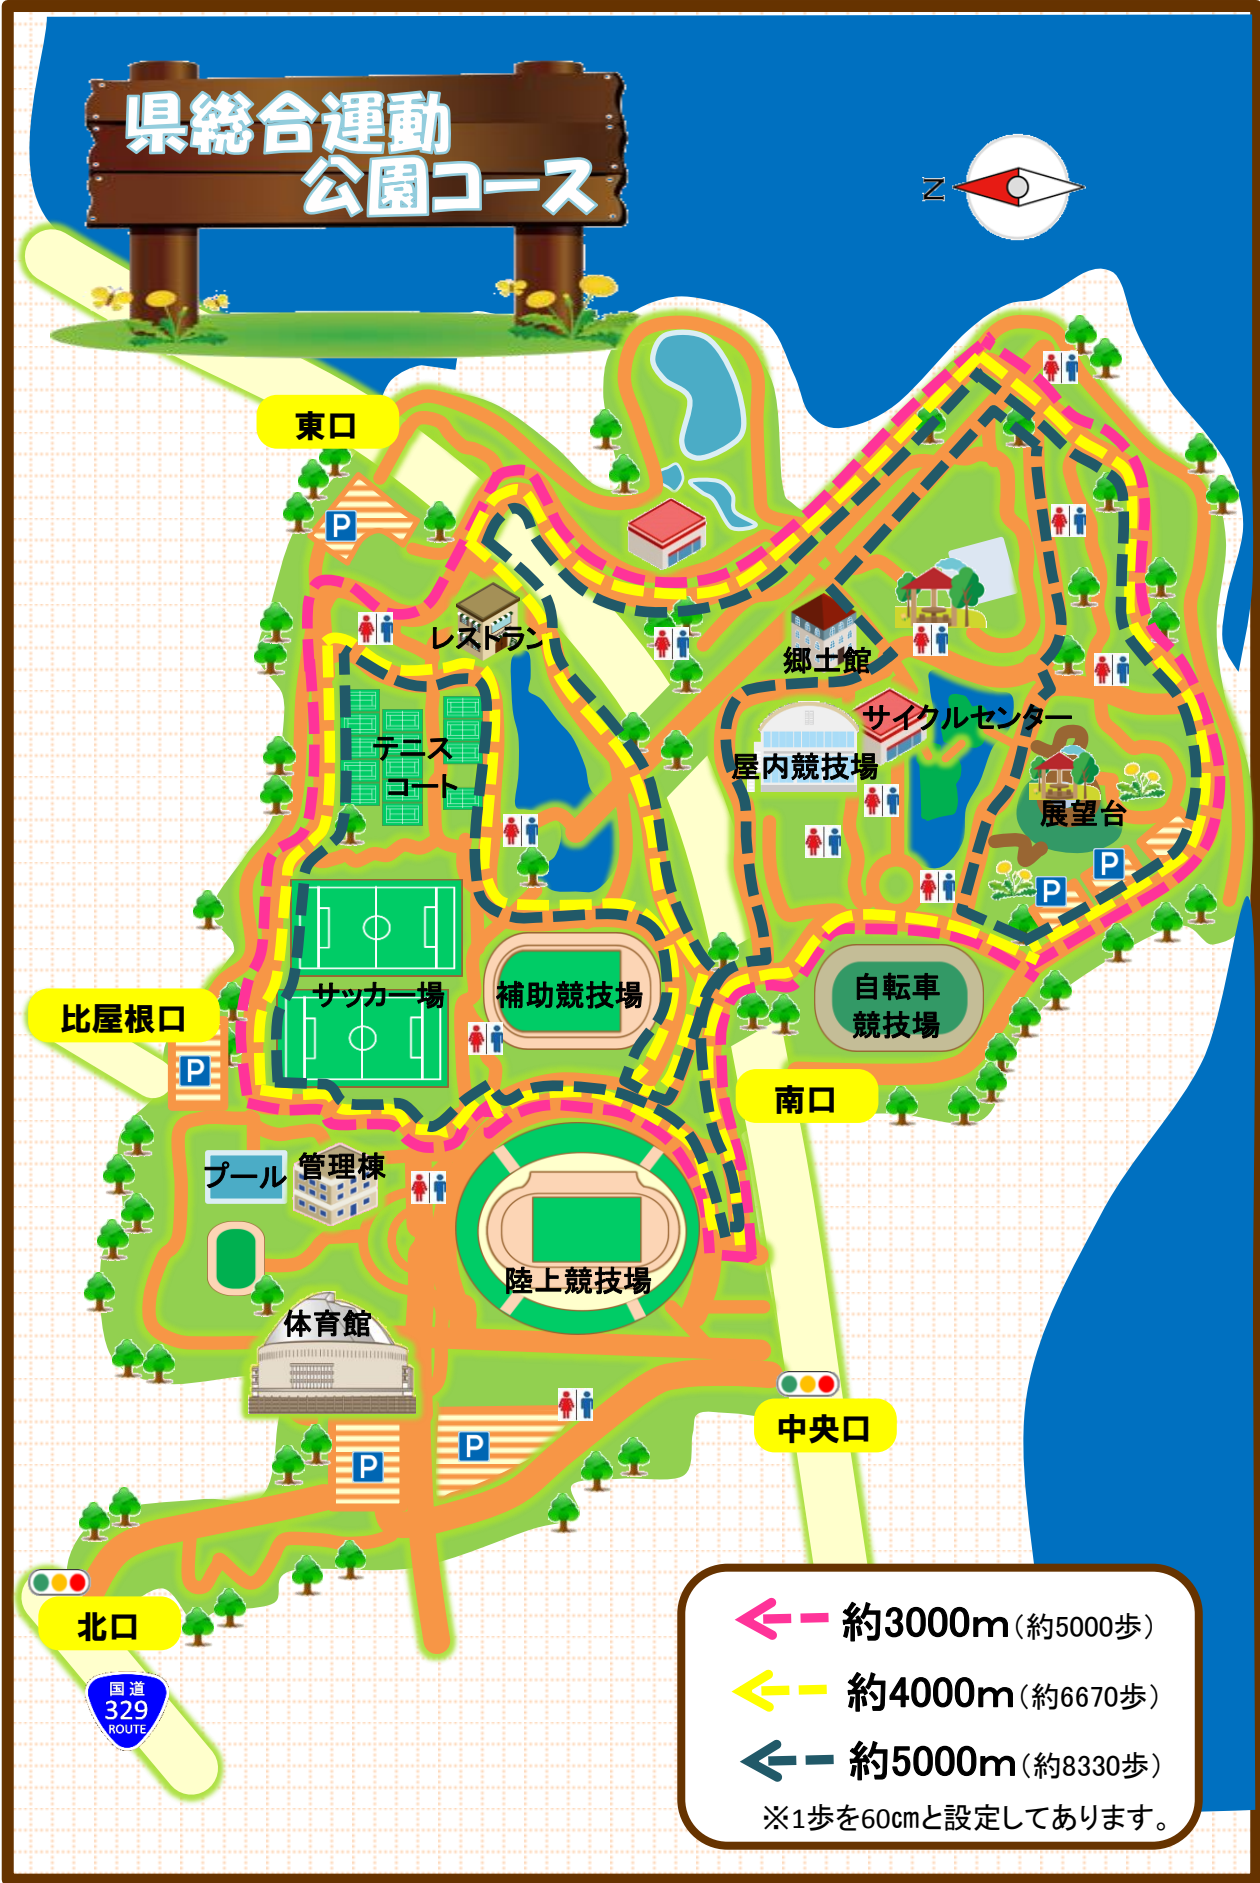 県総合運動
公園コース
N
東口
P
レストラン
郷土館
サイクルセンター
テニス
コート
屋内競技場
展望台
P
P
サッカー場
補助競技場
自転車
競技場
比屋根口
P
南口
プール
管理棟
陸上競技場
体育館
中央口
P
P
北口
国道
329
ROUTE
約3000m(約5000歩)
約4000m(約6670歩)
約5000m(約8330歩)
※1歩を60㎝と設定してあります。